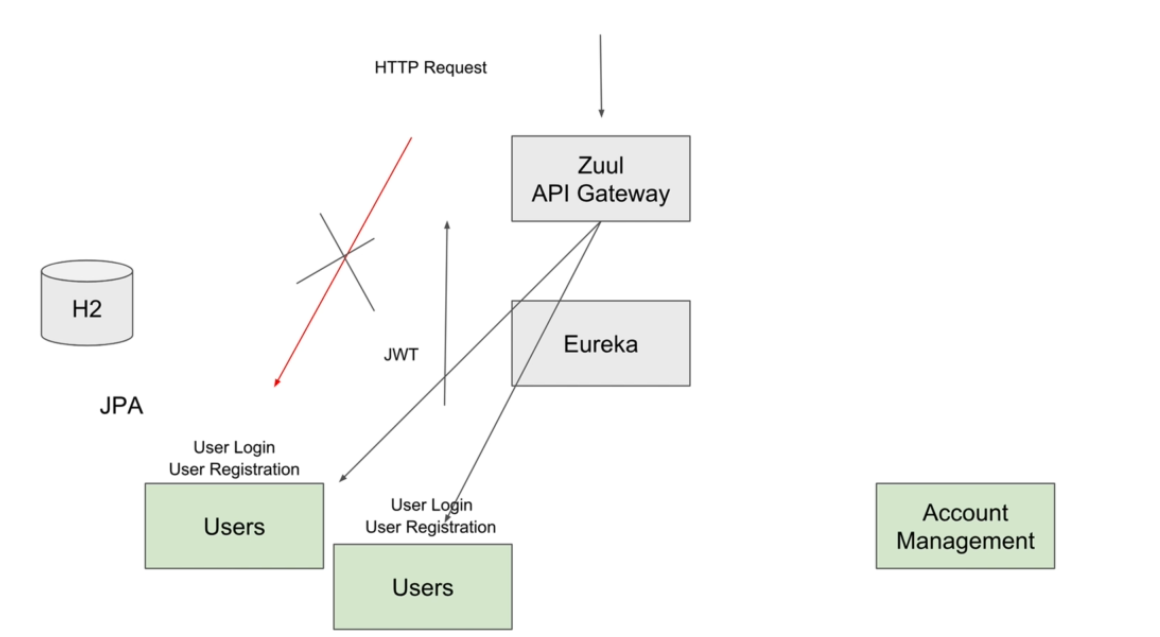 HTTP Request
Zuul
API Gateway
H2
Eureka
JWT
JPA
User Login
User Registration
Users
User Login
User Registration
Users
Account
Management